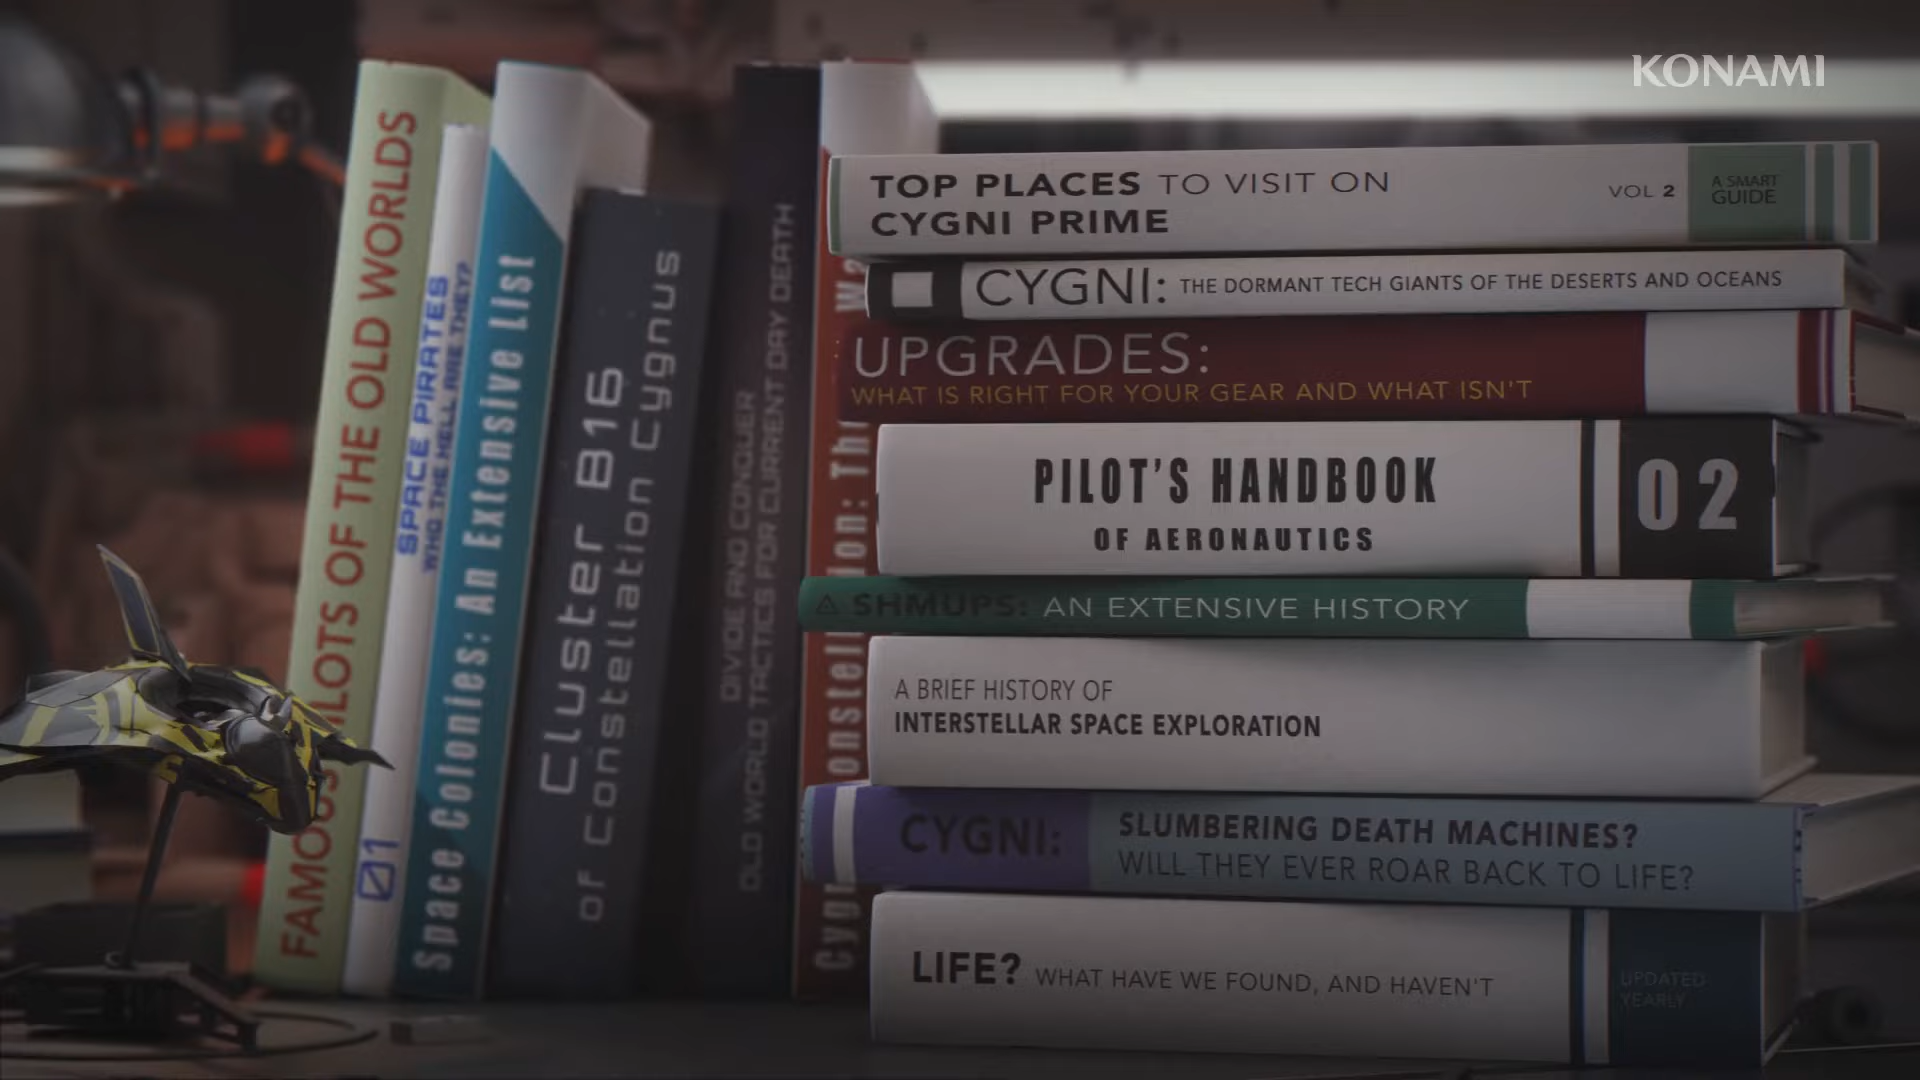 KONAMI
FAMOUS PILOTS OF THE OLD WORLDS
SPACE PIRATES
WHO THE HELL ARE THEY?
01
Space Colonies: An Extensive List
Cluster B16
of Constellation Cygnus
DIVIDE AND CONQUER
OLD WORLD TACTICS FOR CURRENT DAY DEATH
TOP PLACES TO VISIT ON
CYGNI PRIME
VOL 2
A SMART
GUIDE
CYGNI: THE DORMANT TECH GIANTS OF THE DESERTS AND OCEANS
UPGRADES:
WHAT IS RIGHT FOR YOUR GEAR AND WHAT ISN'T
PILOT'S HANDBOOK
OF AERONAUTICS
02
SHMUPS: AN EXTENSIVE HISTORY
A BRIEF HISTORY OF
INTERSTELLAR SPACE EXPLORATION
CYGNI:
SLUMBERING DEATH MACHINES?
WILL THEY EVER ROAR BACK TO LIFE?
LIFE? WHAT HAVE WE FOUND, AND HAVEN'T
UPDATED
YEARLY